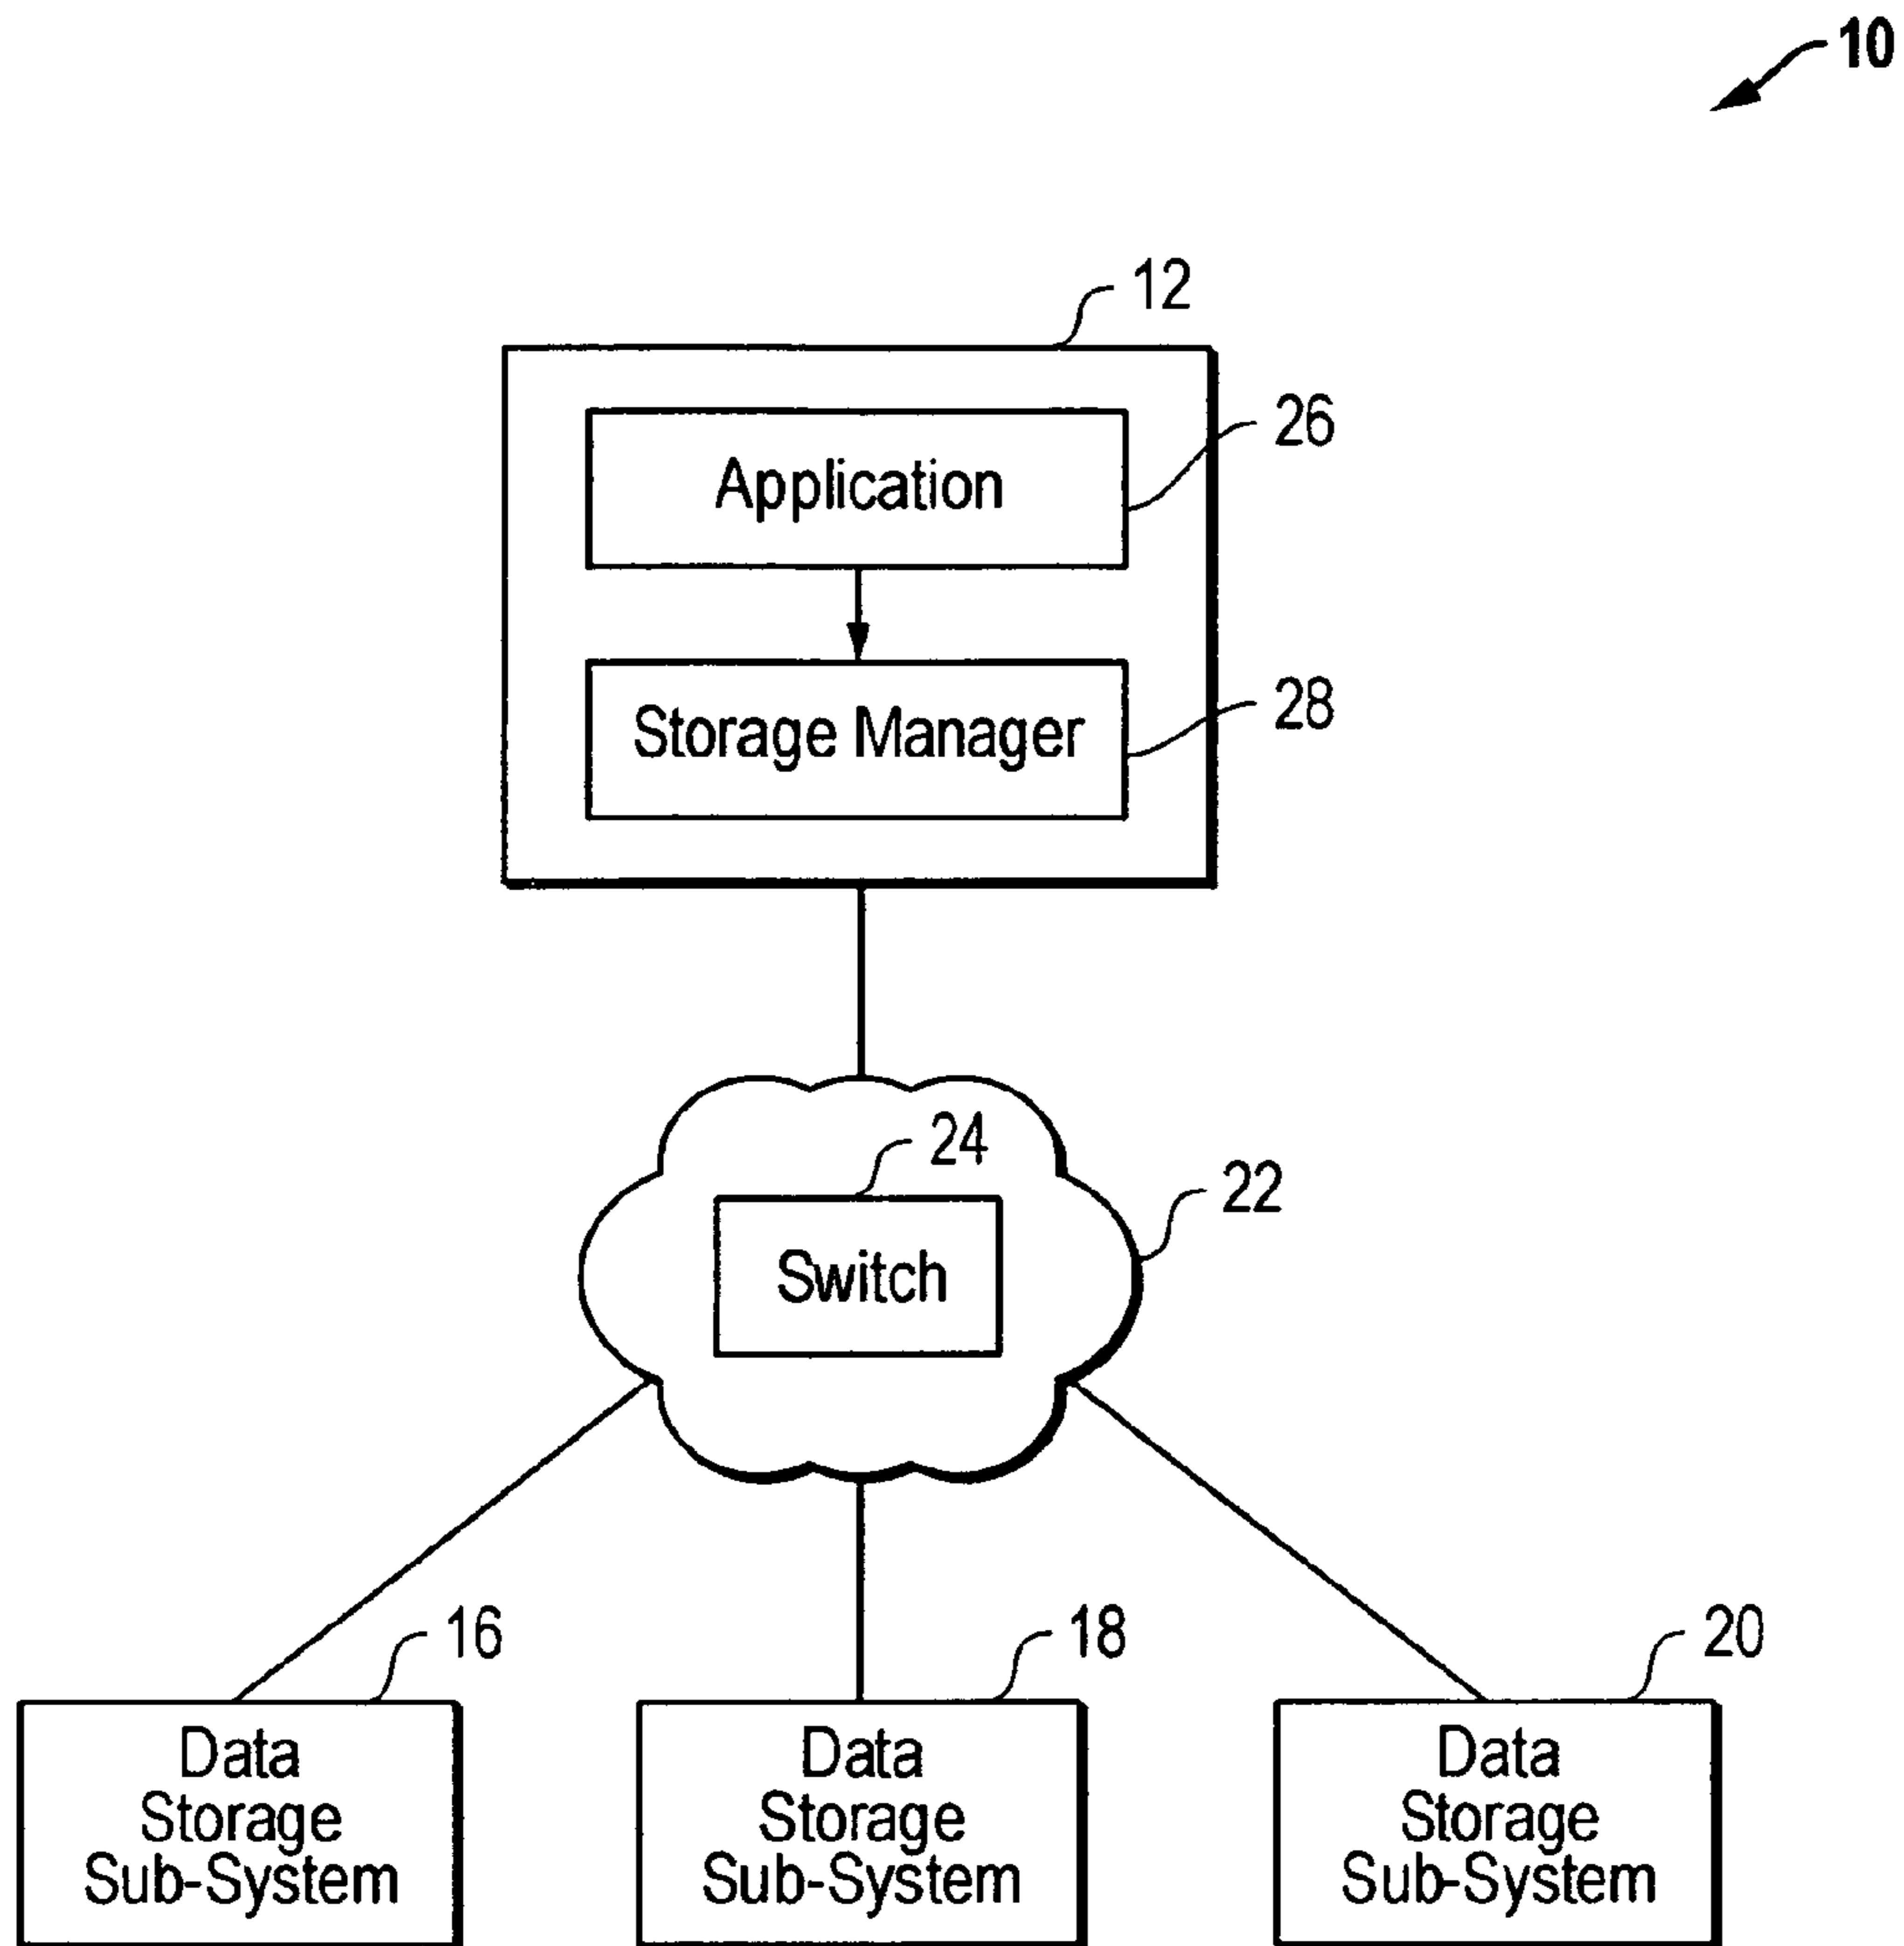 10
12
Application
26
Storage Manager
28
24
22
Switch
16
18
20
Data
Storage
Sub-System
Data
Storage
Sub-System
Data
Storage
Sub-System